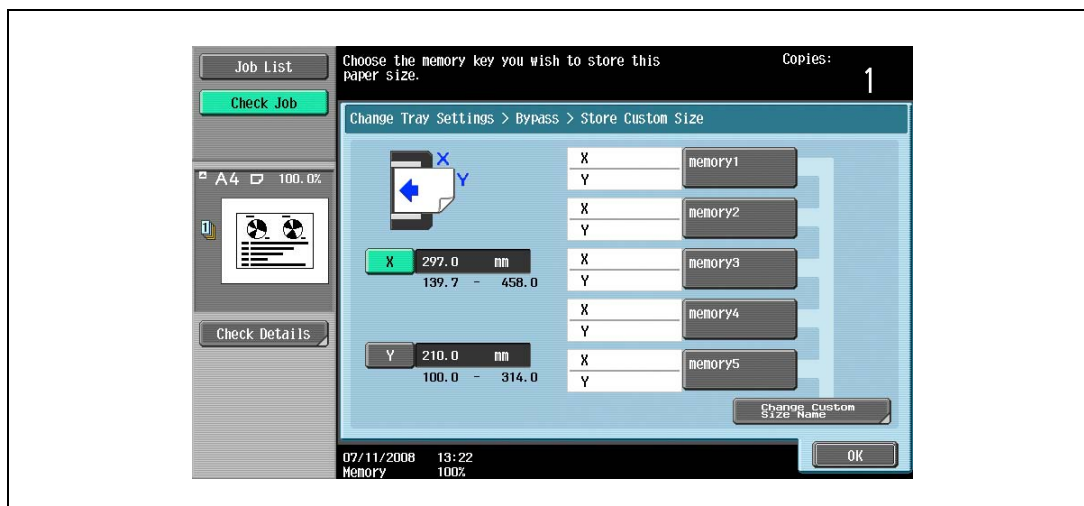 Job List
Check Job
A4 100.0%
1
Check Details
Choose the memory key you wish to store this
paper size.
Copies:
1
Change Tray Settings > Bypass > Store Custom Size
X
Y
X 297.0 mm
139.7 - 458.0
Y 210.0 mm
100.0 - 314.0
X
Y
memory1
X
Y
memory2
X
Y
memory3
X
Y
memory4
X
Y
memory5
Change Custom
Size Name
07/11/2008 13:22
Memory 100%
OK